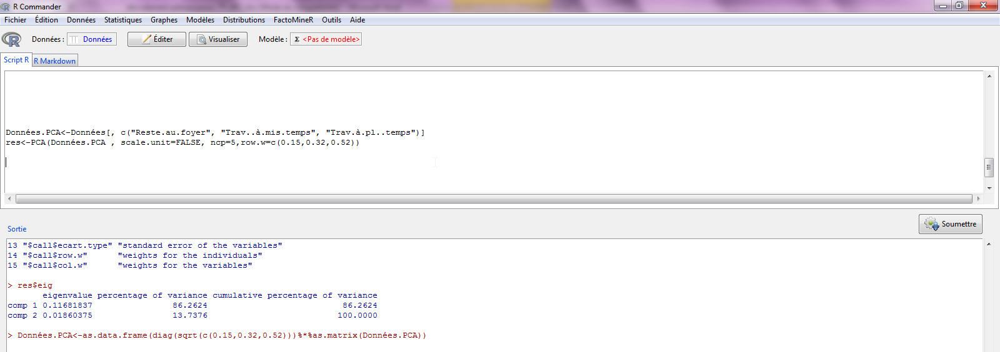 R Commander
Fichier Édition Données Statistiques Graphes Modèles Distributions FactoMineR Outils Aide
Données : Données Éditer Visualiser Modèle : Σ <Pas de modèle>
Script R R Markdown
Données.PCA<-Données[, c("Reste.au.foyer", "Trav..à.mis.temps", "Trav.à.pl..temps")]
res<-PCA(Données.PCA , scale.unit=FALSE, ncp=5,row.w=c(0.15,0.32,0.52))
Soumettre
Sortie
13 "$call$ecart.type" "standard error of the variables"
14 "$call$row.w" "weights for the individuals"
15 "$call$col.w" "weights for the variables"
> res$eig
eigenvalue percentage of variance cumulative percentage of variance
comp 1 0.11681837 86.2624 86.2624
comp 2 0.01860375 13.7376 100.0000
> Données.PCA<-as.data.frame(diag(sqrt(c(0.15,0.32,0.52)))%*%as.matrix(Données.PCA))